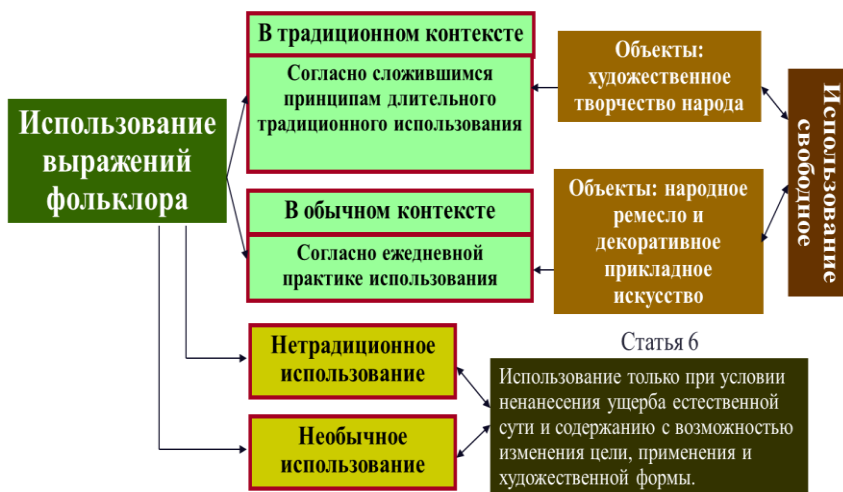 Использование
выражений
фольклора
В традиционном контексте
Согласно сложившимся
принципам длительного
традиционного использования
Объекты:
художественное
творчество народа
Использование
свободное
В обычном контексте
Согласно ежедневной
практике использования
Объекты: народное
ремесло и
декоративное
прикладное
искусство
Нетрадиционное
использование
Необычное
использование
Статья 6
Использование только при условии
ненанесения ущерба естественной
сути и содержанию с возможностью
изменения цели, применения и
художественной формы.